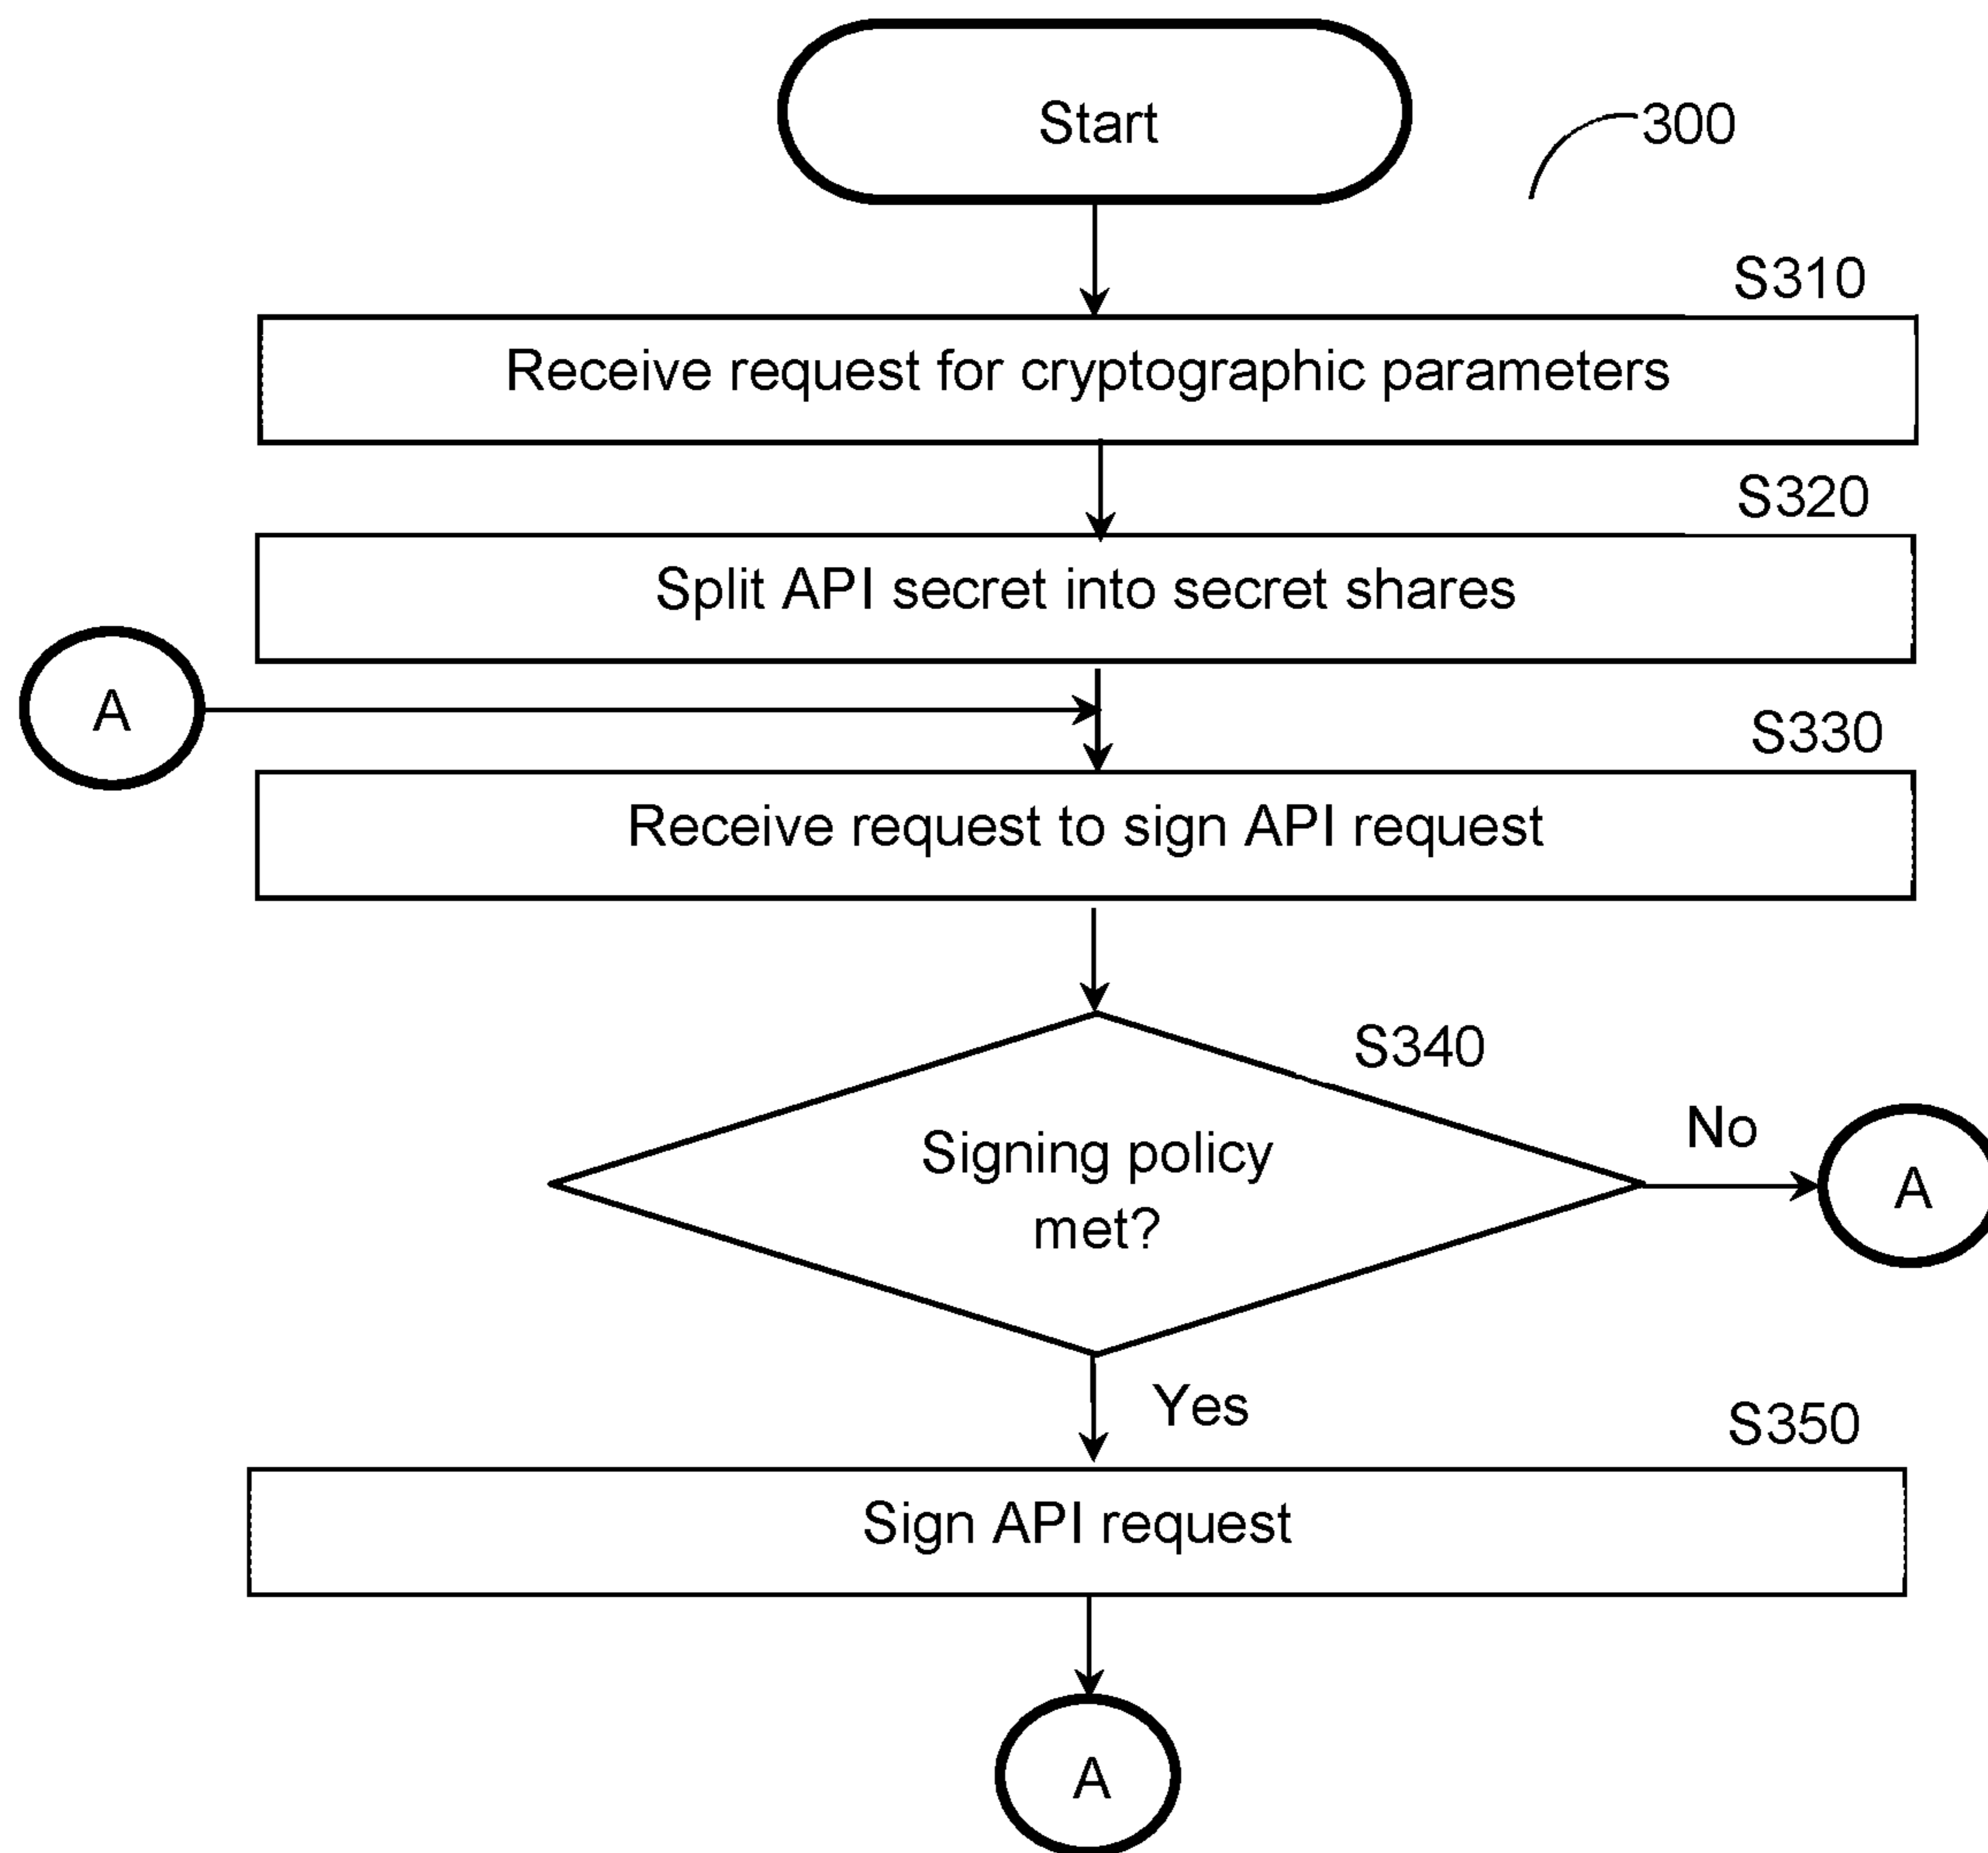 Start
300
S310
Receive request for cryptographic parameters
S320
Split API secret into secret shares
A
S330
Receive request to sign API request
S340
Signing policy
met?
No
A
Yes
S350
Sign API request
A